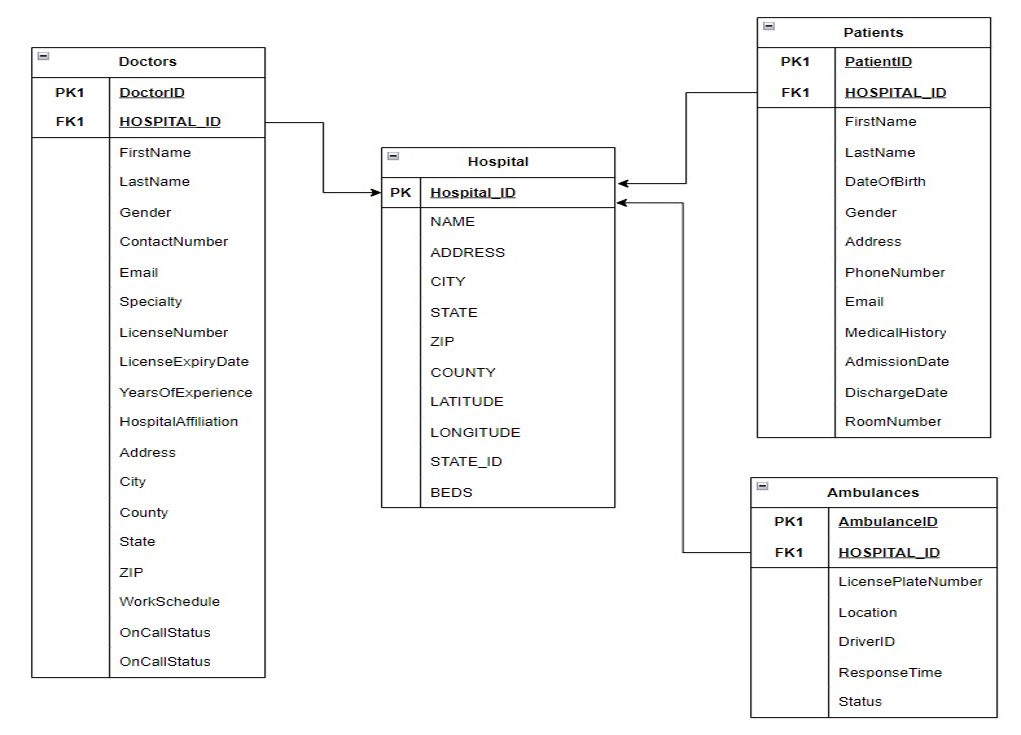 Doctors
PK1 DoctorID
FK1 HOSPITAL_ID
FirstName
LastName
Gender
ContactNumber
Email
Specialty
LicenseNumber
LicenseExpiryDate
YearsOfExperience
HospitalAffiliation
Address
City
County
State
ZIP
WorkSchedule
OnCallStatus
OnCallStatus
Hospital
PK Hospital_ID
NAME
ADDRESS
CITY
STATE
ZIP
COUNTY
LATITUDE
LONGITUDE
STATE_ID
BEDS
Patients
PK1 PatientID
FK1 HOSPITAL_ID
FirstName
LastName
DateOfBirth
Gender
Address
PhoneNumber
Email
MedicalHistory
AdmissionDate
DischargeDate
RoomNumber
Ambulances
PK1 AmbulanceID
FK1 HOSPITAL_ID
LicensePlateNumber
Location
DriverID
ResponseTime
Status